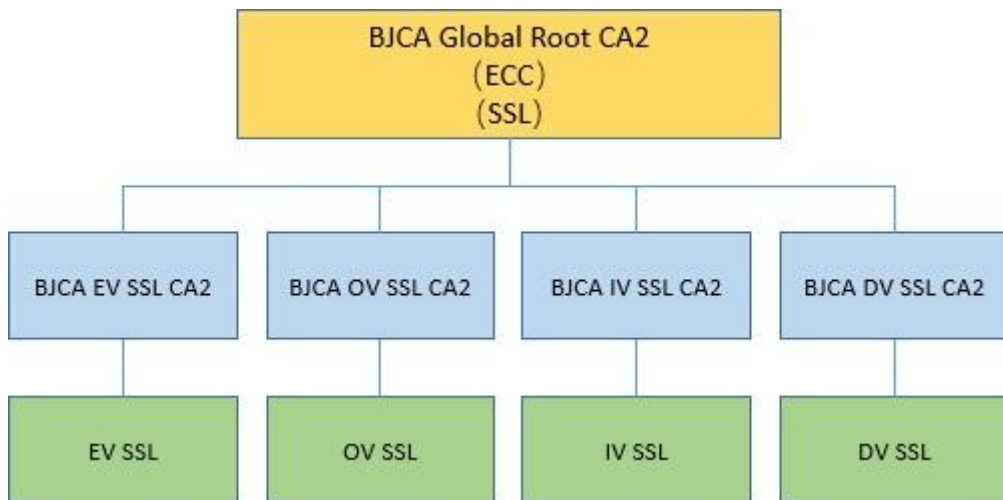 BJCA Global Root CA2
(ECC)
(SSL)
BJCA EV SSL CA2
BJCA OV SSL CA2
BJCA IV SSL CA2
BJCA DV SSL CA2
EV SSL
OV SSL
IV SSL
DV SSL